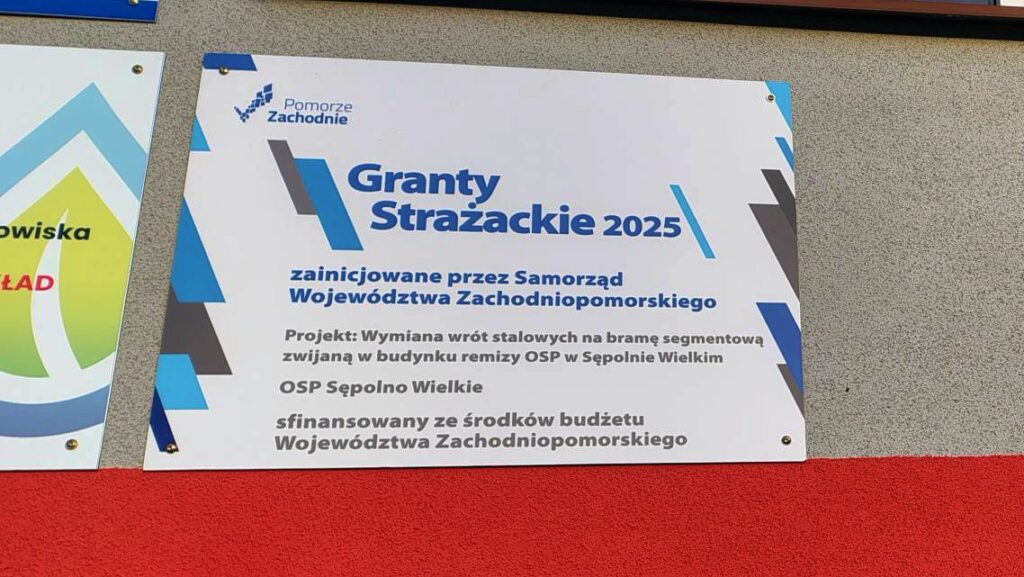 Pomorze
Zachodnie
Granty
Strażackie 2025
zainicjowane przez Samorząd
Województwa Zachodniopomorskiego
Projekt: Wymiana wrót stalowych na bramę segmentową
zwijaną w budynku remizy OSP w Sępolnie Wielkim
OSP Sępolno Wielkie
sfinansowany ze środków budżetu
Województwa Zachodniopomorskiego
owiska
ŁAD